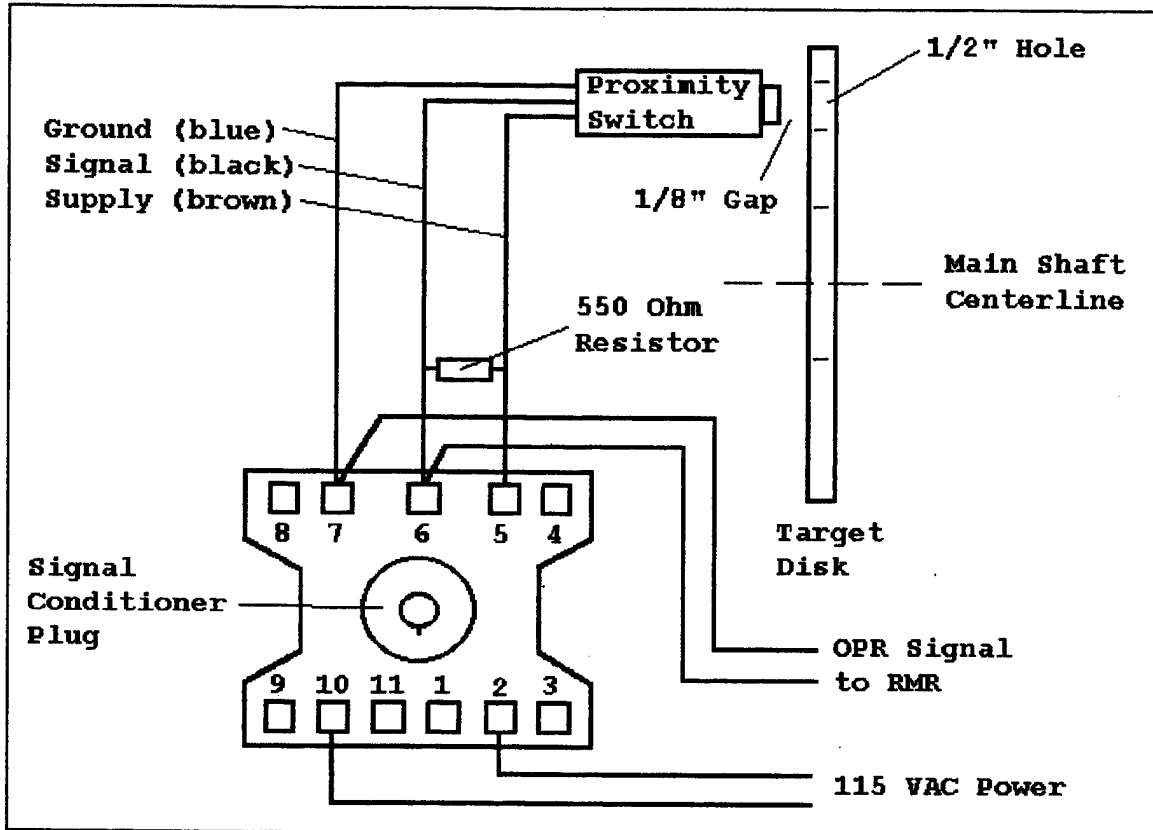 1/2" Hole
Proximity
Switch
Ground (blue)
Signal (black)
Supply (brown)
1/8" Gap
Main Shaft
Centerline
550 Ohm
Resistor
8 7 6 5 4
Target
Disk
Signal
Conditioner
Plug
OPR Signal
to RMR
9 10 11 1 2 3
115 VAC Power